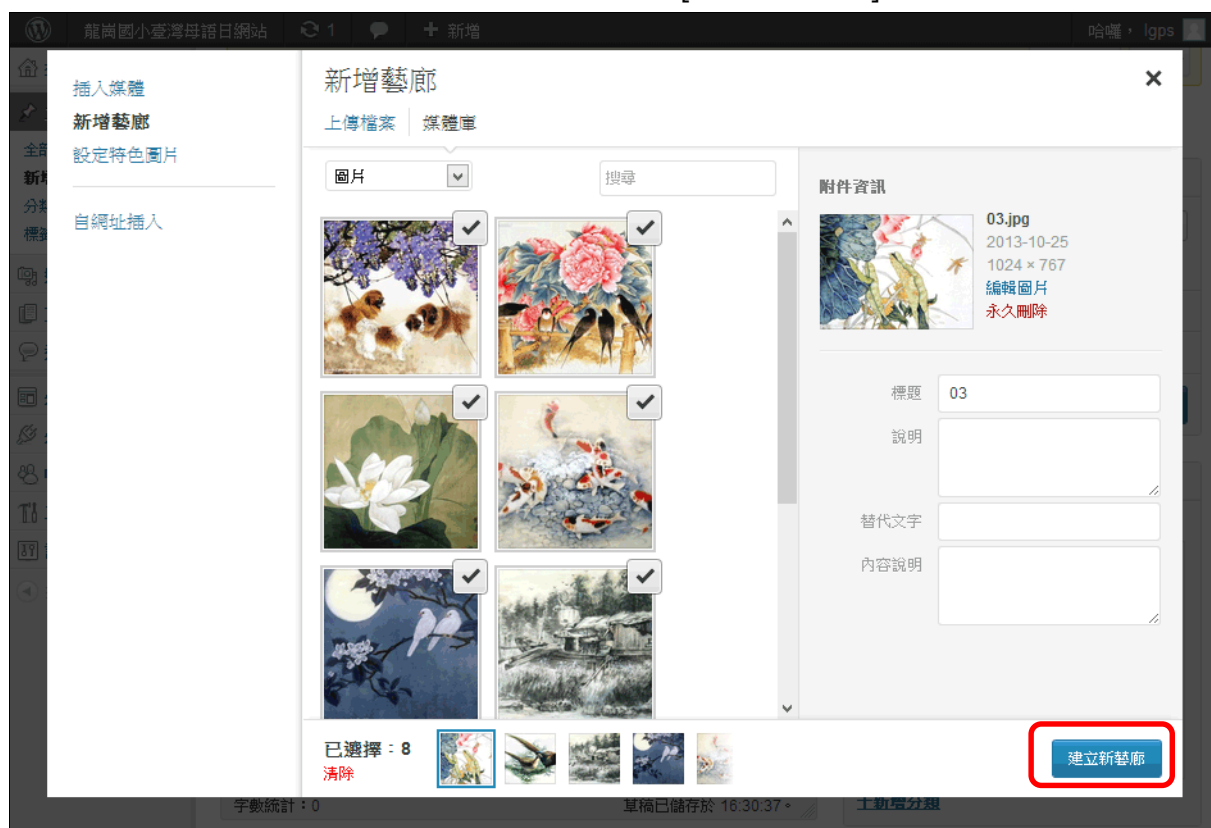 龍崗國小臺灣母語日網站 1 新增 哈囉, lgps
插入媒體
新增藝廊
設定特色圖片
自網址插入
新增藝廊
上傳檔案 媒體庫
圖片 搜尋
附件資訊
03.jpg
2013-10-25
1024 × 767
編輯圖片
永久刪除
標題 03
說明
替代文字
內容說明
已選擇:8
清除
建立新藝廊
字數統計:0 草稿已儲存於 16:30:37。